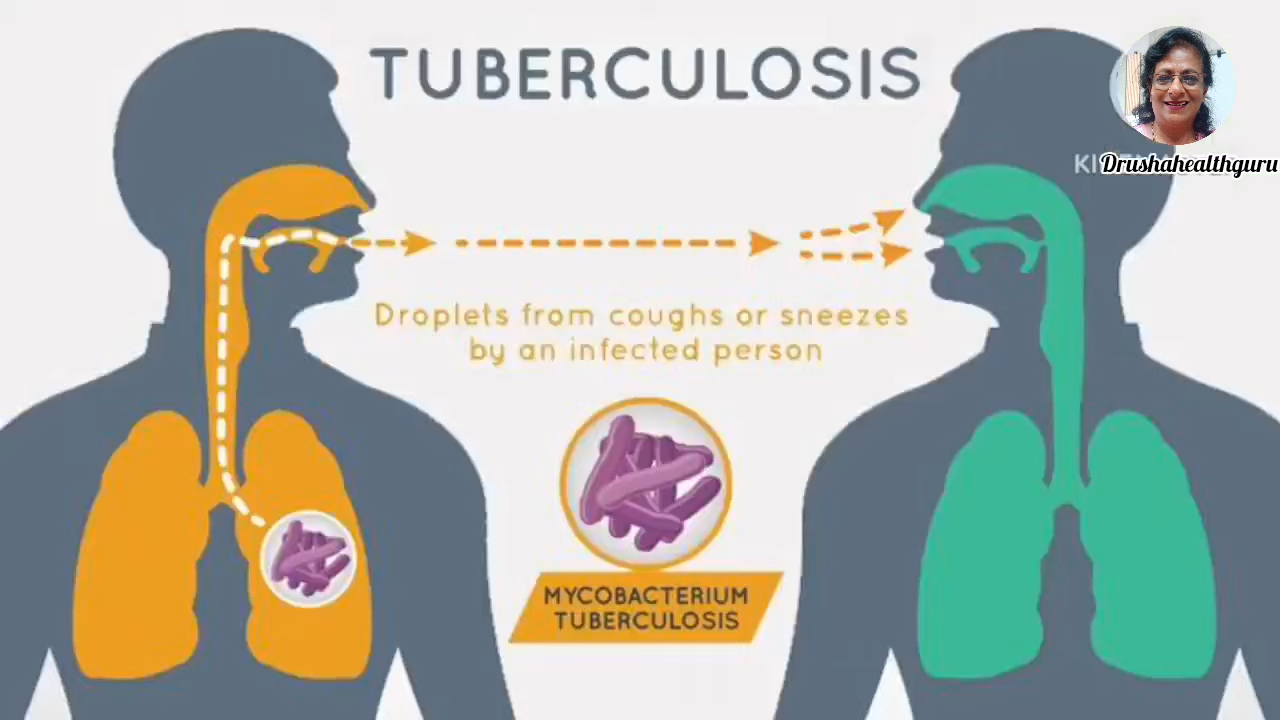 TUBERCULOSIS
Drushahealthguru
Droplets from coughs or sneezes
by an infected person
MYCOBACTERIUM
TUBERCULOSIS